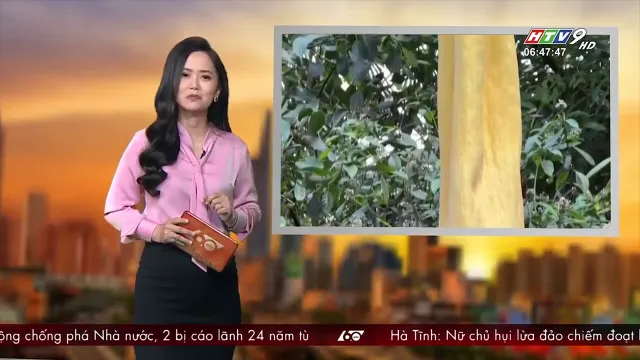 HTV9 HD
06:47:47
ộng chống phá Nhà nước, 2 bị cáo lãnh 24 năm tù
60
Hà Tĩnh: Nữ chủ hụi lừa đảo chiếm đoạt